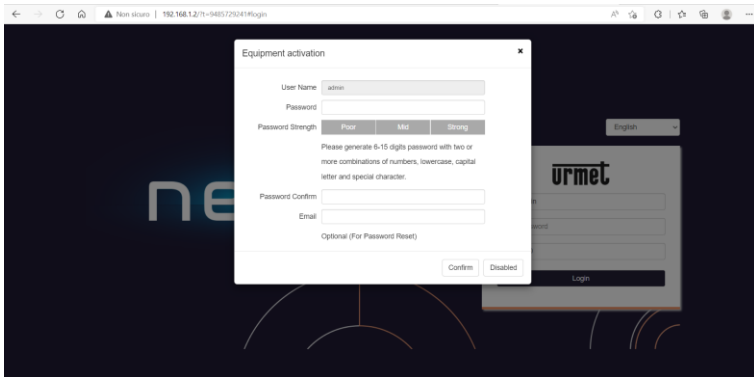 Non sicuro | 192.168.1.2/?t=9485729241#login
Equipment activation
User Name admin
Password
Password Strength Poor Mid Strong
Please generate 6-15 digits password with two or
more combinations of numbers, lowercase, capital
letter and special character.
Password Confirm
Email
Optional (For Password Reset)
Confirm Disabled
English
urmet
Login
ne